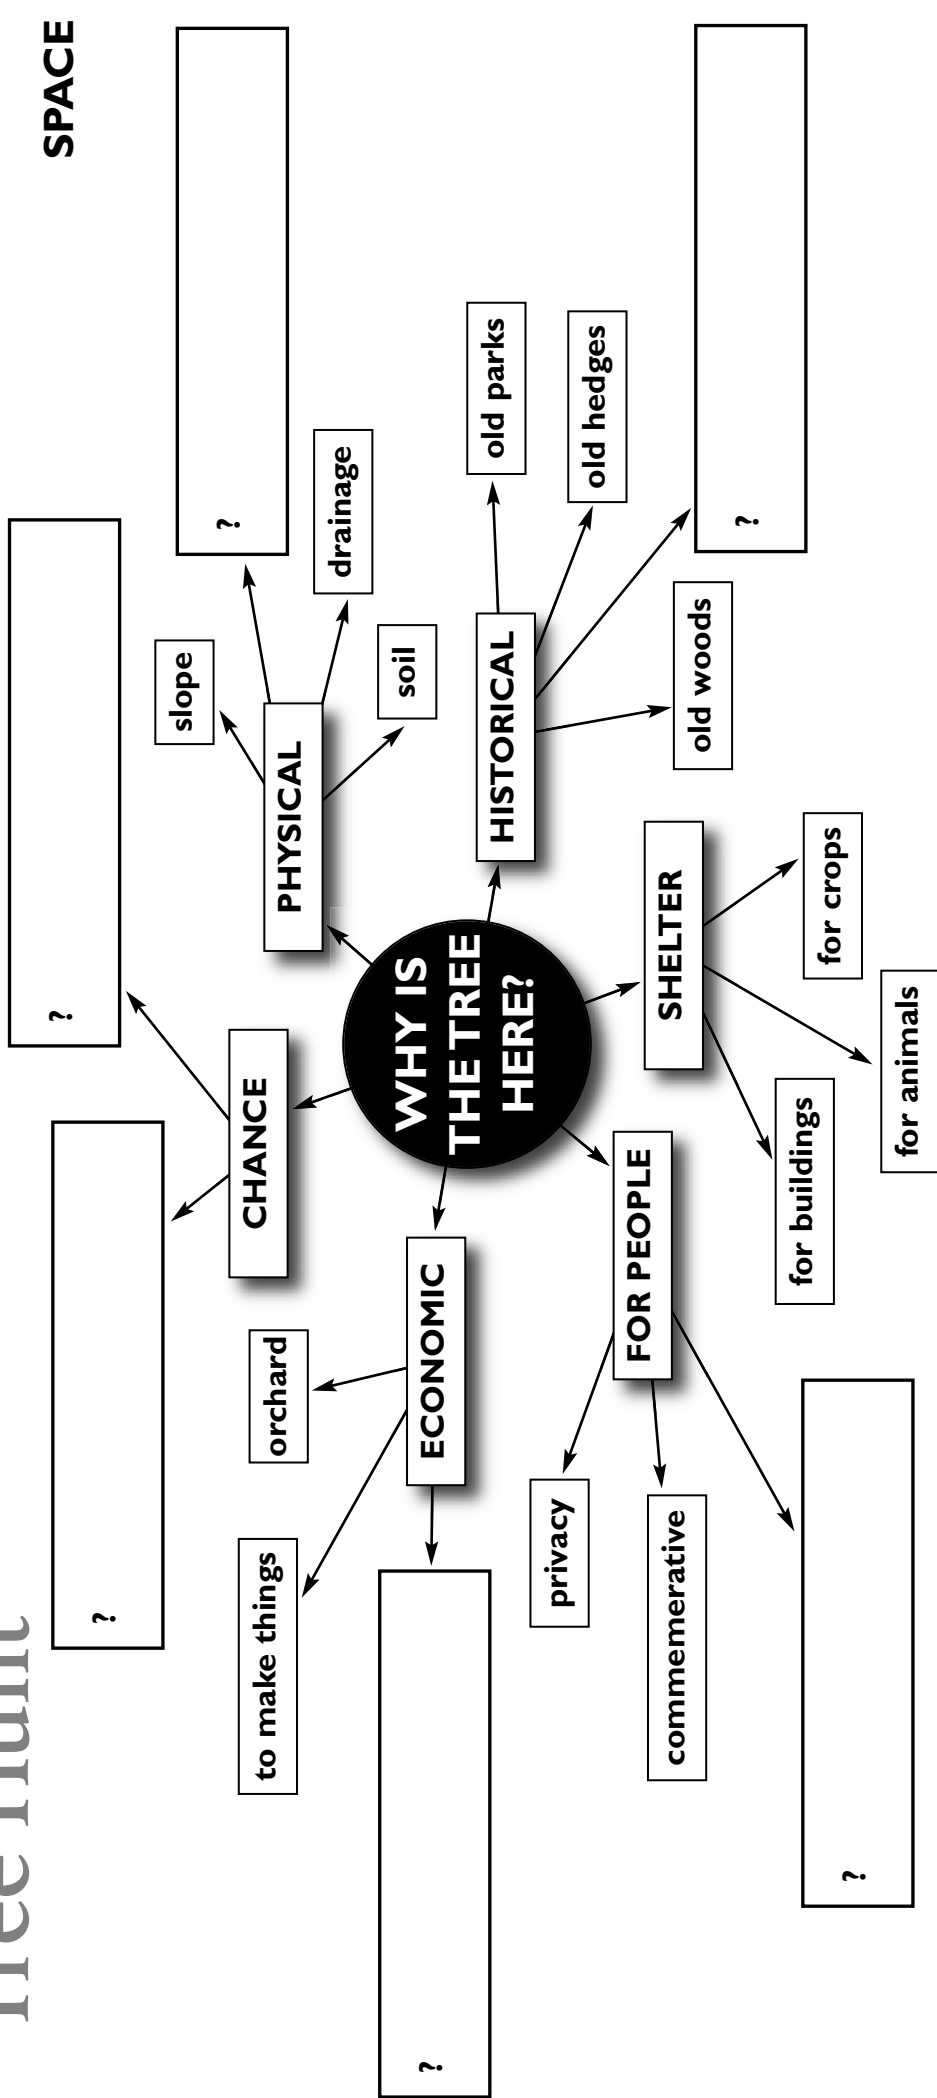 Tree Hunt
SPACE
?
?
CHANCE
?
slope
PHYSICAL
drainage
soil
to make things
orchard
ECONOMIC
?
WHY IS
THE TREE
HERE?
HISTORICAL
old parks
old hedges
?
old woods
privacy
FOR PEOPLE
commemerative
?
SHELTER
for buildings
for animals
for crops